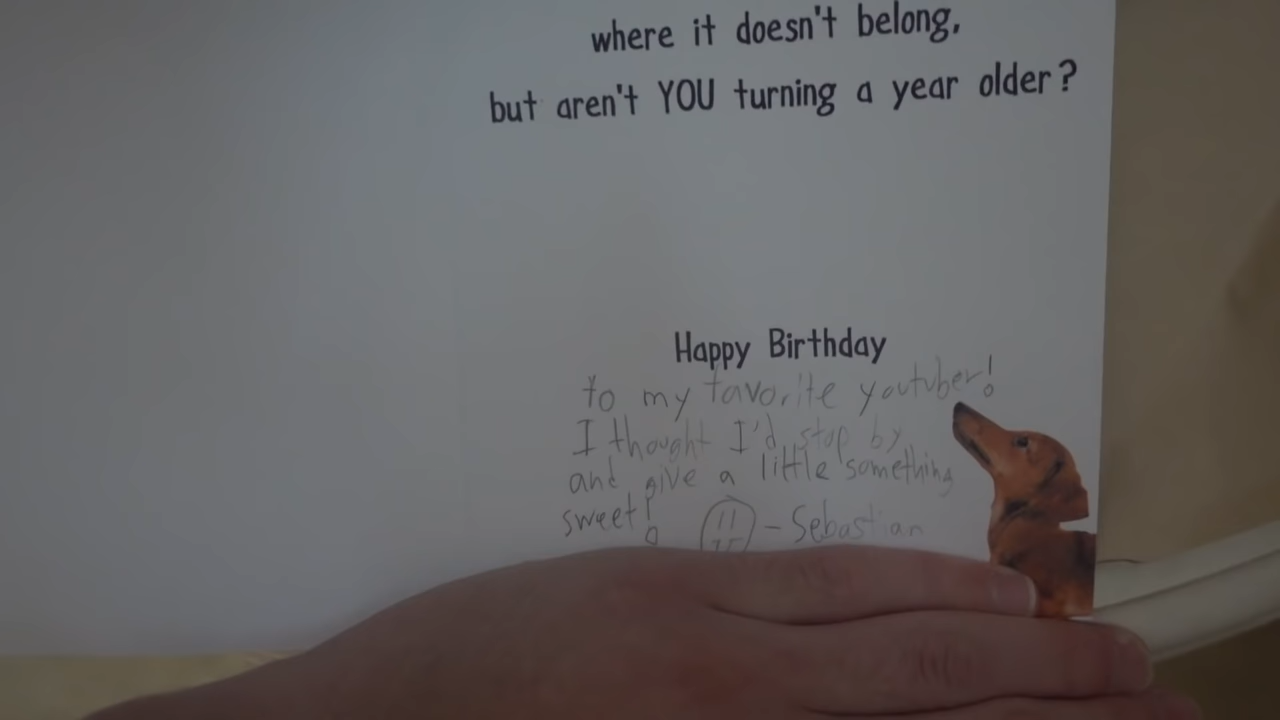 where it doesn't belong,
but aren't YOU turning a year older?
Happy Birthday
to my favorite youtuber!
I thought I'd stop by
and give a little something
sweet! - Sebastian